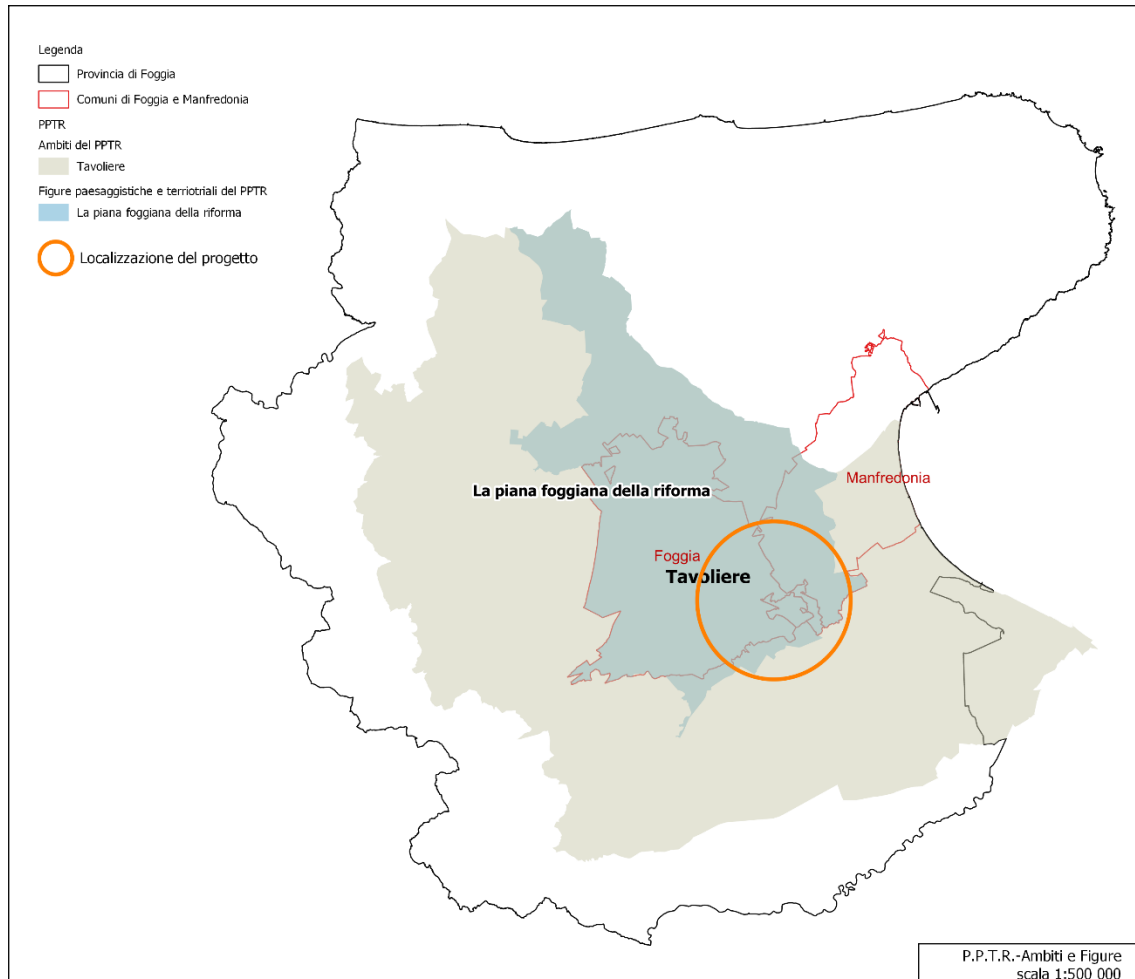 Legenda
Provincia di Foggia
Comuni di Foggia e Manfredonia
PPTR
Ambiti del PPTR
Tavoliere
Figure paesaggistiche e terriotriali del PPTR
La piana foggiana della riforma
Localizzazione del progetto
La piana foggiana della riforma
Manfredonia
Foggia
Tavoliere
P.P.T.R.-Ambiti e Figure
scala 1:500 000